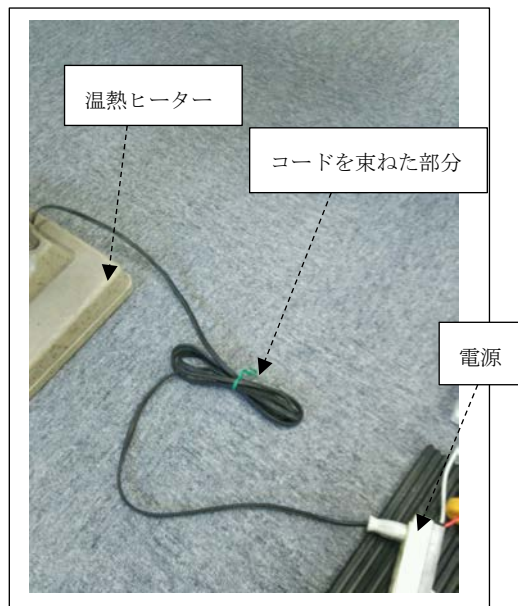 温熱ヒーター
コードを束ねた部分
電源